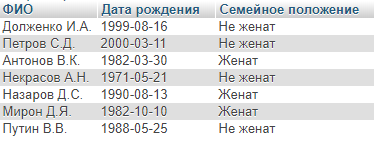 ФИО Дата рождения Семейное положение
Долженко И.А. 1999-08-16 Не женат
Петров С.Д. 2000-03-11 Не женат
Антонов В.К. 1982-03-30 Женат
Некрасов А.Н. 1971-05-21 Не женат
Назаров Д.С. 1990-08-13 Женат
Мирон Д.Я. 1982-10-10 Женат
Путин В.В. 1988-05-25 Не женат